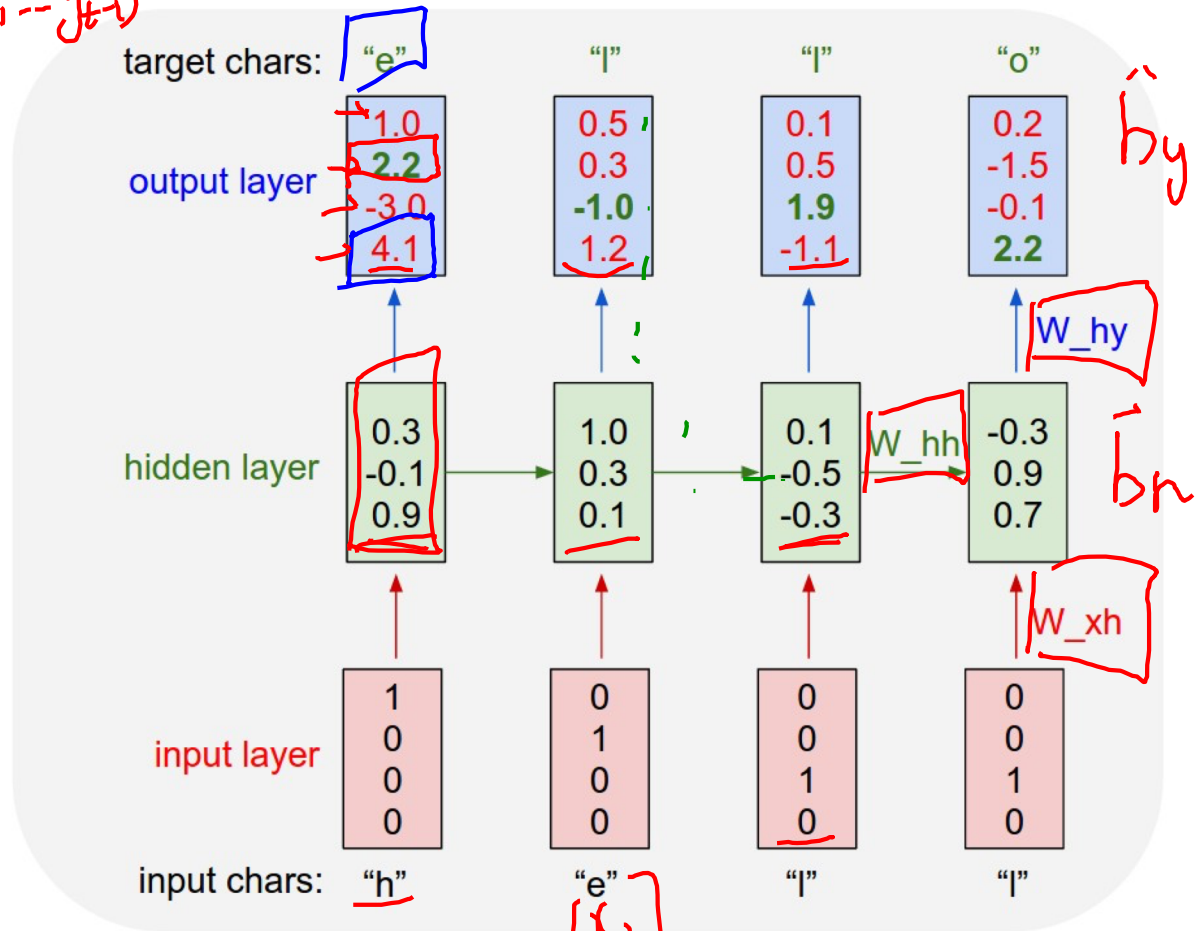 target chars: “e” “l” “l” “o”
1.0 0.5 0.1 0.2
2.2 0.3 0.5 -1.5
output layer
-3.0 -1.0 1.9 -0.1
4.1 1.2 -1.1 2.2
by
W_hy
0.3 1.0 0.1 -0.3
W_hh
hidden layer -0.1 0.3 -0.5 0.9
0.9 0.1 -0.3 0.7
W_xh
1 0 0 0
0 1 0 0
input layer
0 0 1 1
0 0 0 0
input chars: “h” “e” “l” “l”